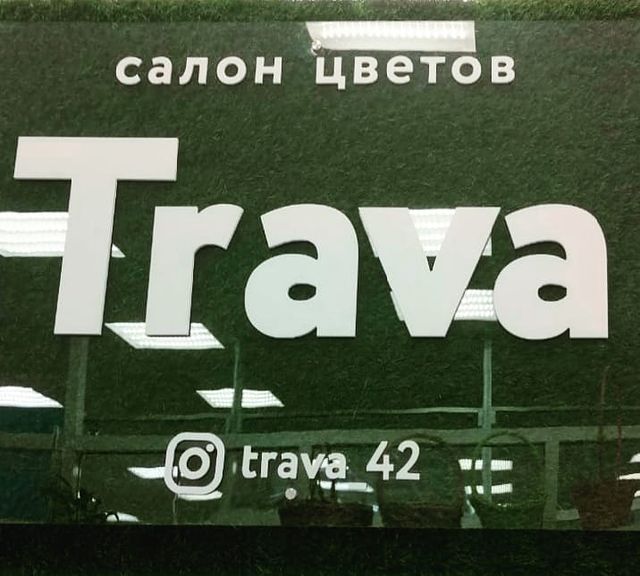 салон цветов
Trava
trava 42